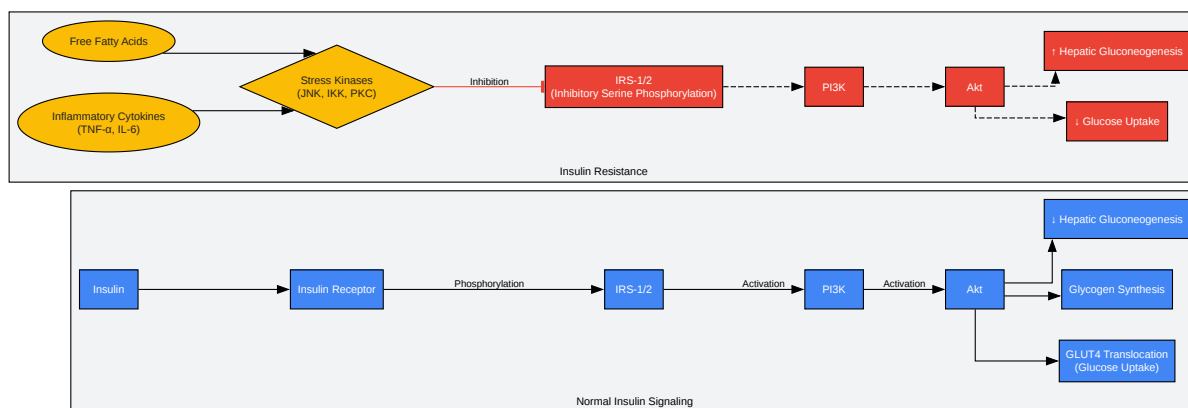 Free Fatty Acids
Inflammatory Cytokines
(TNF-α, IL-6)
Stress Kinases
(JNK, IKK, PKC)
Inhibition
IRS-1/2
(Inhibitory Serine Phosphorylation)
PI3K
Akt
↑ Hepatic Gluconeogenesis
↓ Glucose Uptake
Insulin Resistance
Insulin
Insulin Receptor
Phosphorylation
IRS-1/2
Activation
PI3K
Activation
Akt
↓ Hepatic Gluconeogenesis
Glycogen Synthesis
GLUT4 Translocation
(Glucose Uptake)
Normal Insulin Signaling